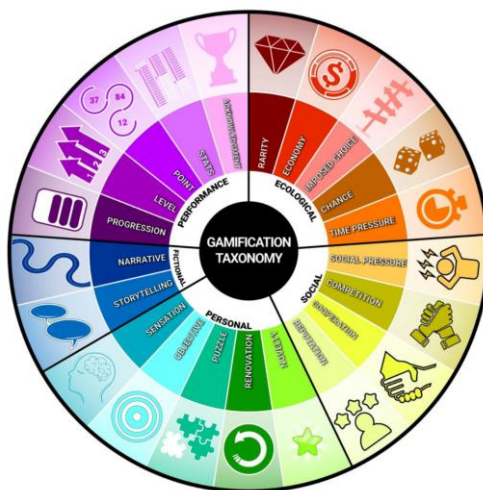 GAMIFICATION
TAXONOMY
PERFORMANCE
ECOLOGICAL
SOCIAL
PERSONAL
FICTIONAL
ACKNOWLEDGMENT
STATS
POINT
LEVEL
PROGRESSION
RARITY
ECONOMY
IMPOSED CHOICE
CHANCE
TIME PRESSURE
SOCIAL PRESSURE
COMPETITION
COOPERATION
REPUTATION
NOVELTY
RENOVATION
PUZZLE
OBJECTIVE
SENSATION
STORYTELLING
NARRATIVE
37
84
12
1
2
3